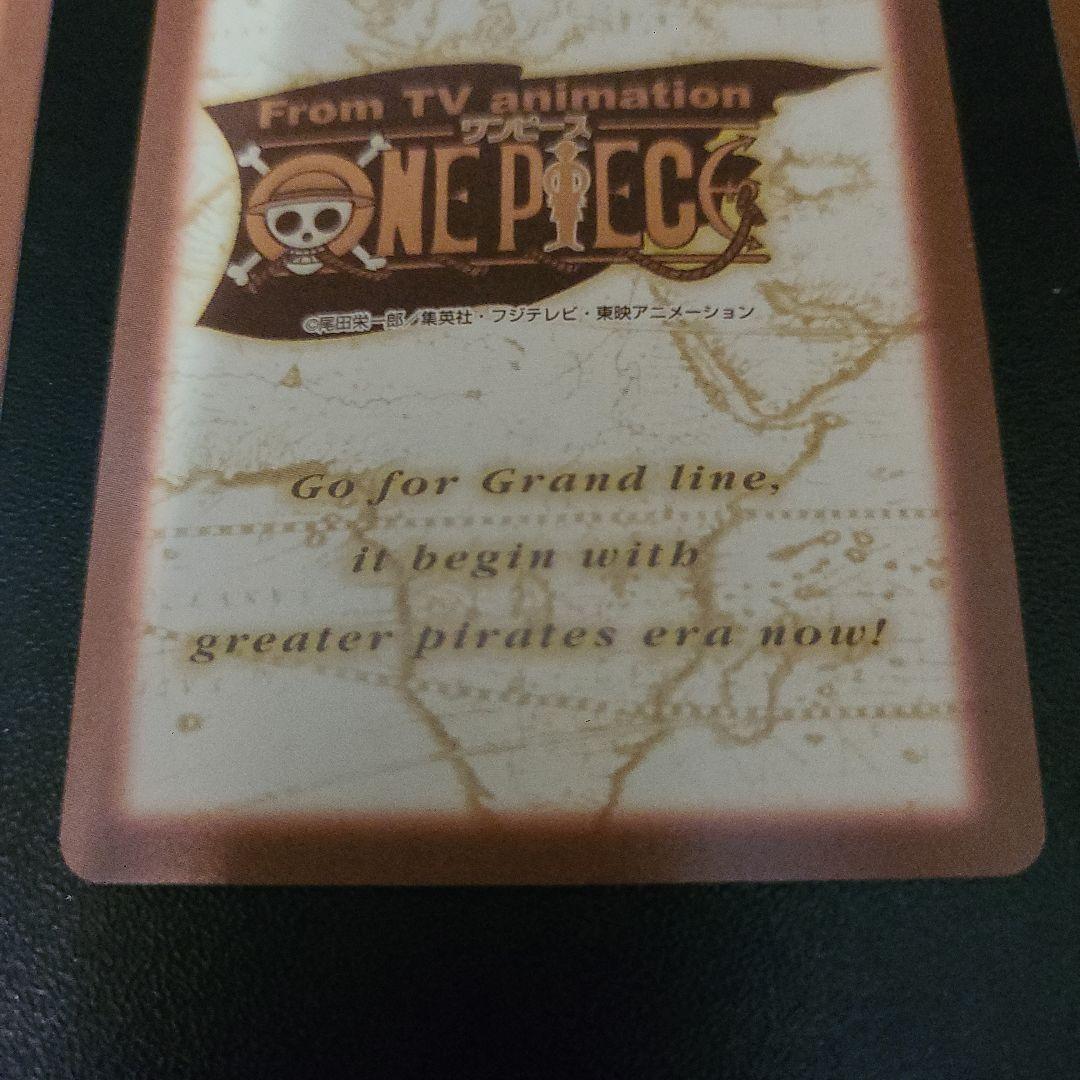 From TV animation
ワンピース
ONE PIECE
©尾田栄一郎/集英社・フジテレビ・東映アニメーション
Go for Grand line,
it begin with
greater pirates era now!